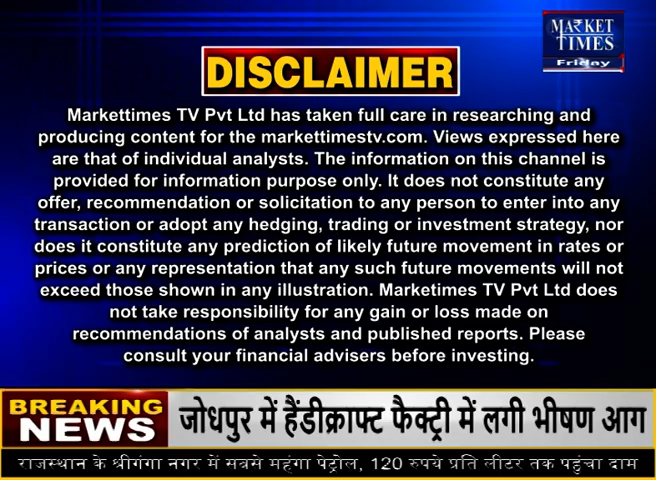 MARKET
TIMES
Friday
DISCLAIMER
Markettimes TV Pvt Ltd has taken full care in researching and
producing content for the markettimestv.com. Views expressed here
are that of individual analysts. The information on this channel is
provided for information purpose only. It does not constitute any
offer, recommendation or solicitation to any person to enter into any
transaction or adopt any hedging, trading or investment strategy, nor
does it constitute any prediction of likely future movement in rates or
prices or any representation that any such future movements will not
exceed those shown in any illustration. Marketimes TV Pvt Ltd does
not take responsibility for any gain or loss made on
recommendations of analysts and published reports. Please
consult your financial advisers before investing.
BREAKING
NEWS
जोधपुर में हैंडीक्राफ्ट फैक्ट्री में लगी भीषण आग
राजस्थान के श्रीगंगा नगर में सबसे महंगा पेट्रोल, 120 रुपये प्रति लीटर तक पहुंचा दाम